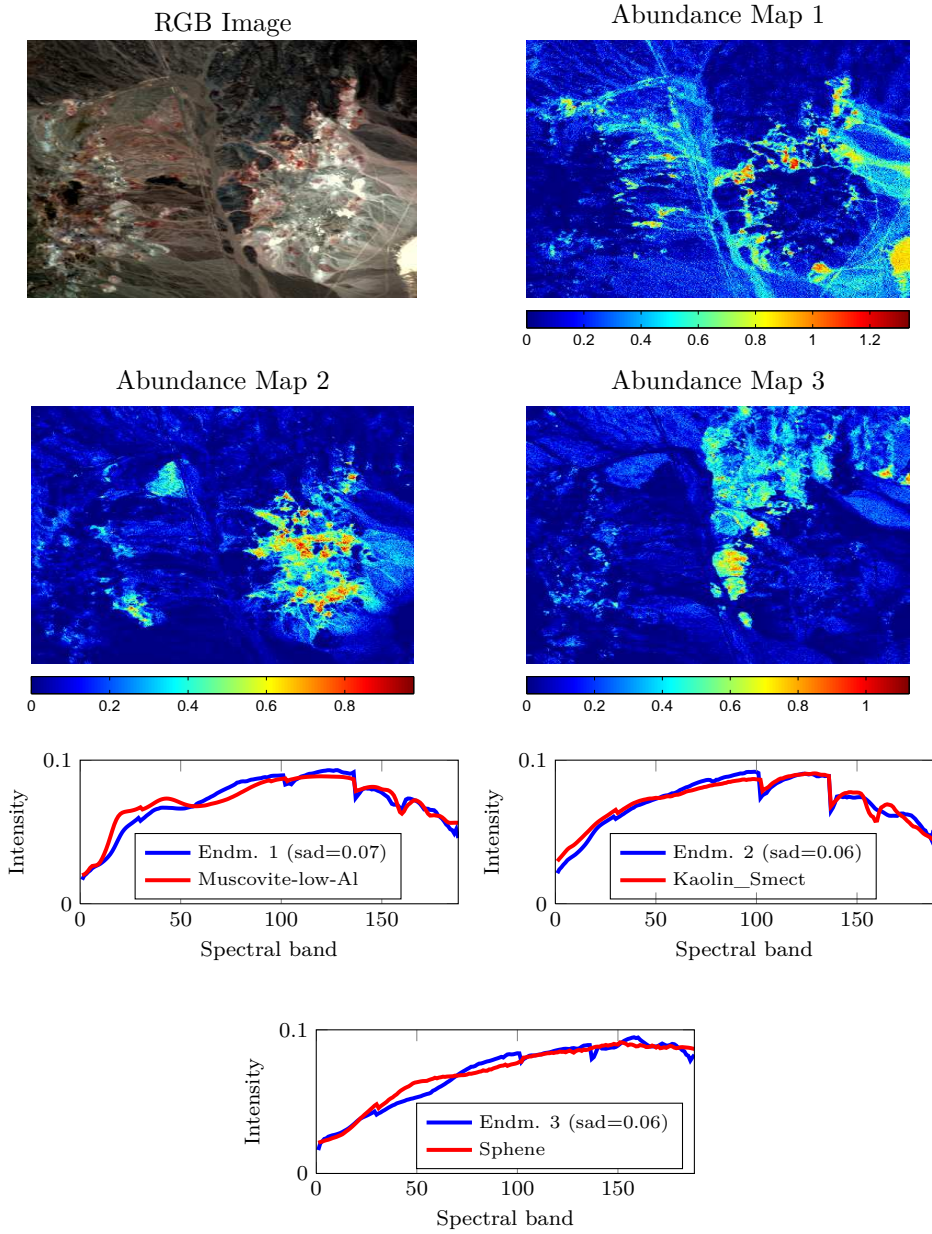 RGB Image
Abundance Map 1
0 0.2 0.4 0.6 0.8 1 1.2
Abundance Map 2
Abundance Map 3
0 0.2 0.4 0.6 0.8
0 0.2 0.4 0.6 0.8 1
0.1
0
Intensity
Endm. 1 (sad=0.07)
Muscovite-low-Al
0 50 100 150
Spectral band
0.1
0
Intensity
Endm. 2 (sad=0.06)
Kaolin_Smect
0 50 100 150
Spectral band
0.1
0
Intensity
Endm. 3 (sad=0.06)
Sphene
0 50 100 150
Spectral band